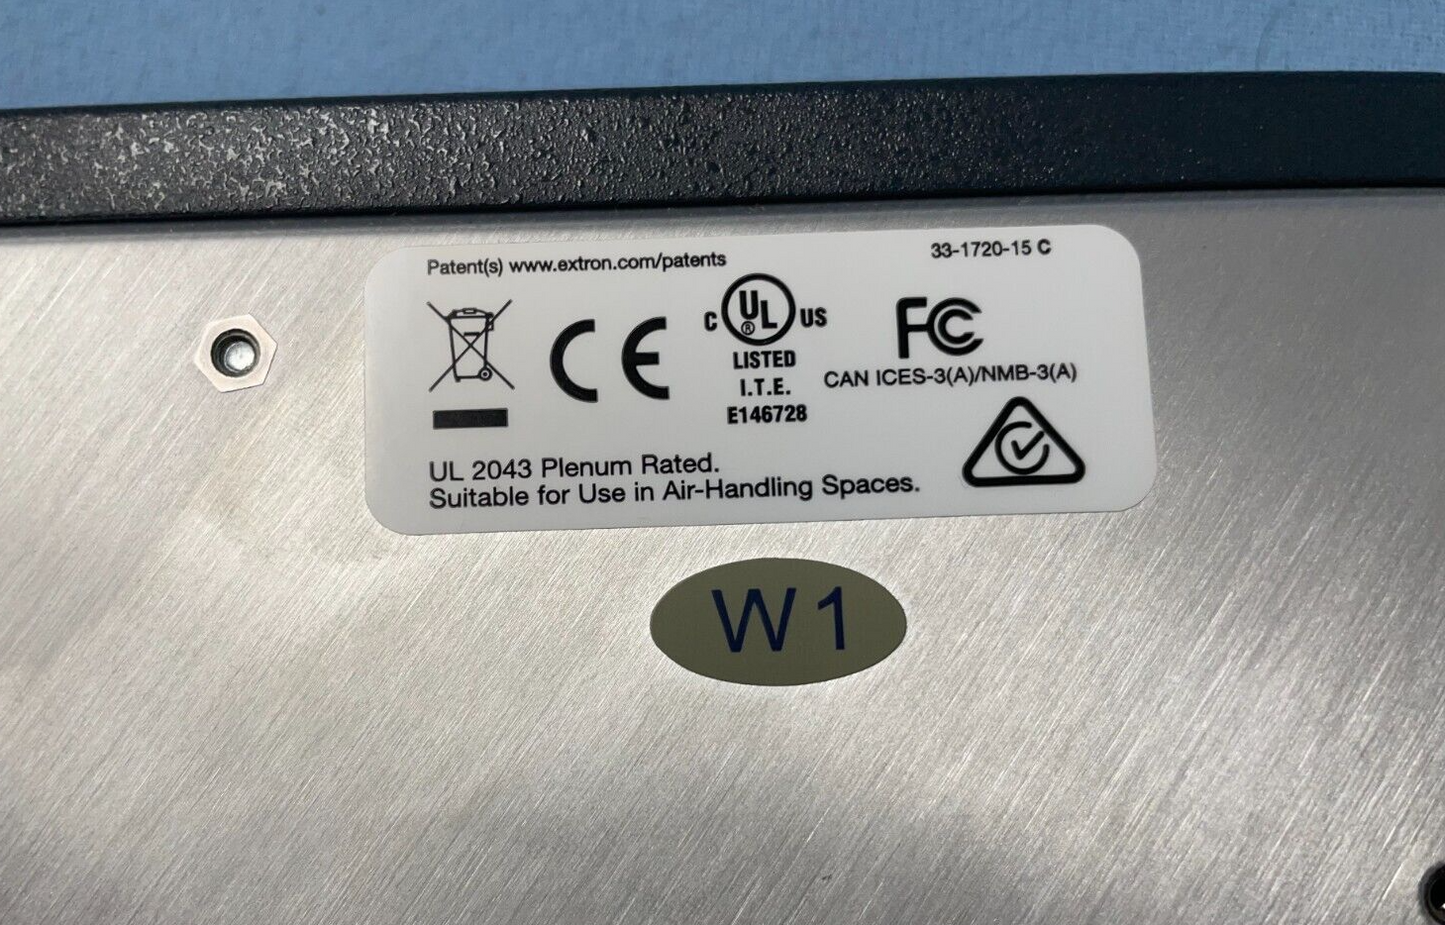 Patent(s) www.extron.com/patents
33-1720-15 C
CE
C UL® US
LISTED
I.T.E.
E146728
FC
CAN ICES-3(A)/NMB-3(A)
UL 2043 Plenum Rated.
Suitable for Use in Air-Handling Spaces.
W1